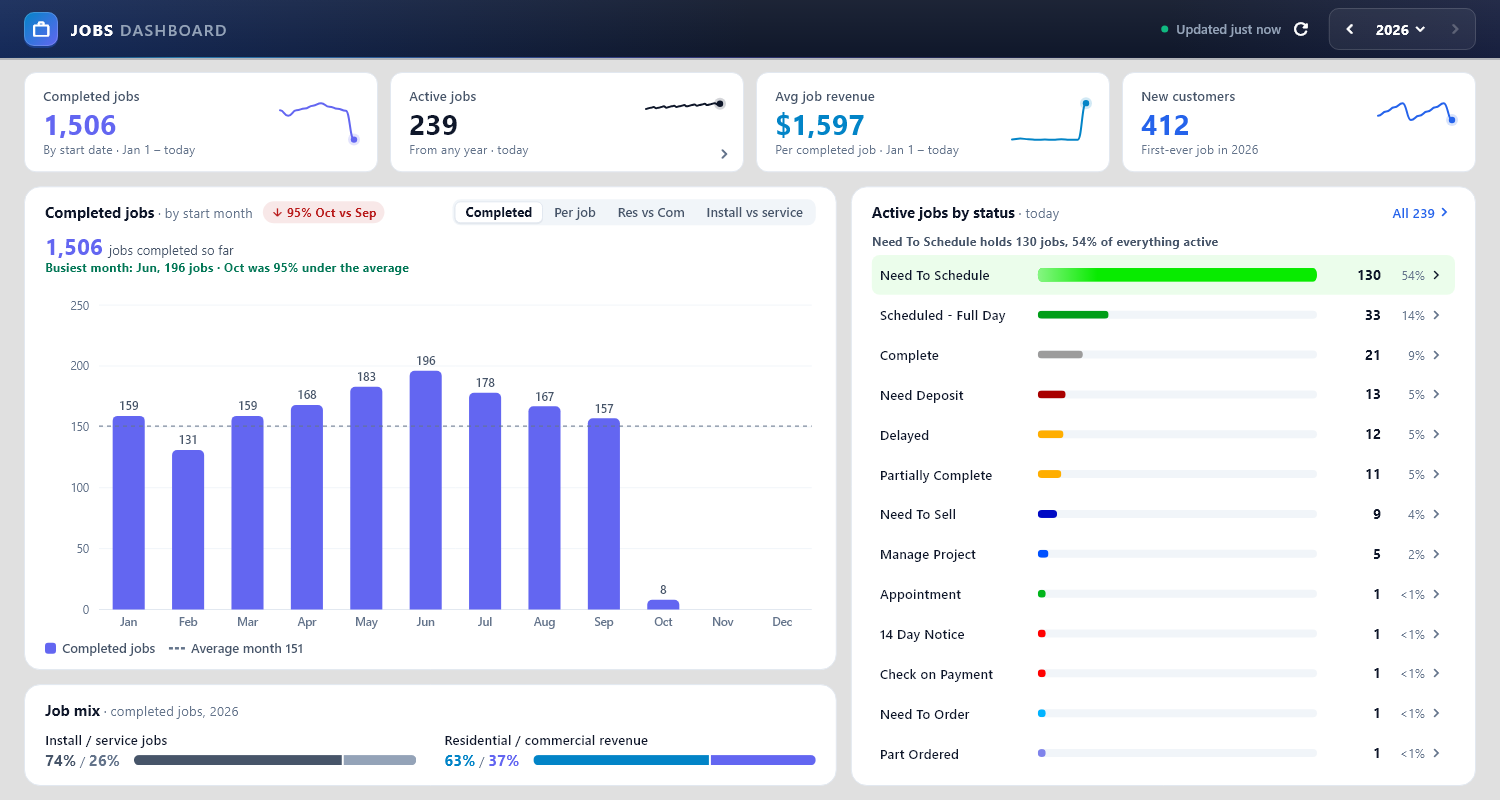 JOBS DASHBOARD
Updated just now
2026
Completed jobs
1,506
By start date · Jan 1 – today
Active jobs
239
From any year · today
Avg job revenue
$1,597
Per completed job · Jan 1 – today
New customers
412
First-ever job in 2026
Completed jobs · by start month
↓ 95% Oct vs Sep
Completed Per job Res vs Com Install vs service
1,506 jobs completed so far
Busiest month: Jun, 196 jobs · Oct was 95% under the average
250
200
150
100
50
0
159 131 159 168 183 196 178 167 157 8
Jan Feb Mar Apr May Jun Jul Aug Sep Oct Nov Dec
Completed jobs Average month 151
Job mix · completed jobs, 2026
Install / service jobs
74% / 26%
Residential / commercial revenue
63% / 37%
Active jobs by status · today
All 239
Need To Schedule holds 130 jobs, 54% of everything active
Need To Schedule 130 54%
Scheduled - Full Day 33 14%
Complete 21 9%
Need Deposit 13 5%
Delayed 12 5%
Partially Complete 11 5%
Need To Sell 9 4%
Manage Project 5 2%
Appointment 1 <1%
14 Day Notice 1 <1%
Check on Payment 1 <1%
Need To Order 1 <1%
Part Ordered 1 <1%